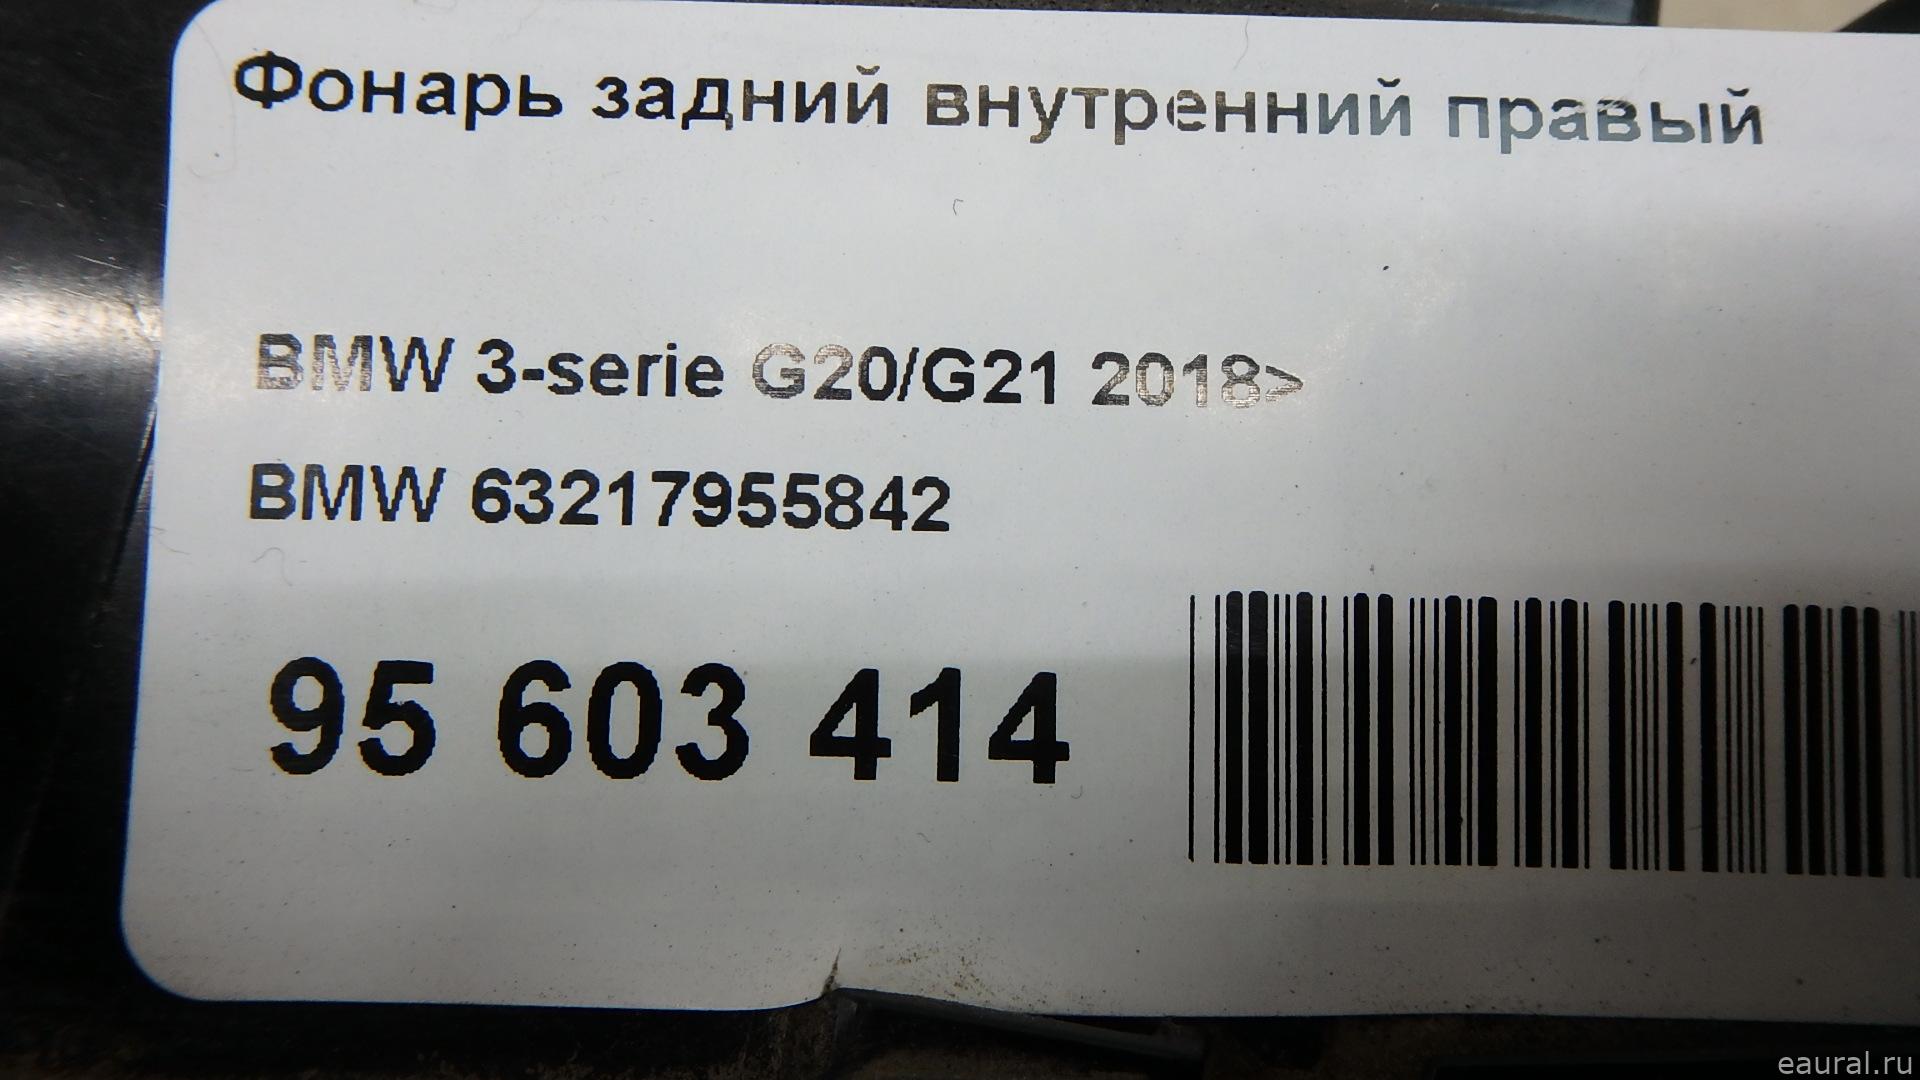 Фонарь задний внутренний правый
BMW 3-serie G20/G21 2018>
BMW 63217955842
95 603 414
eaural.ru